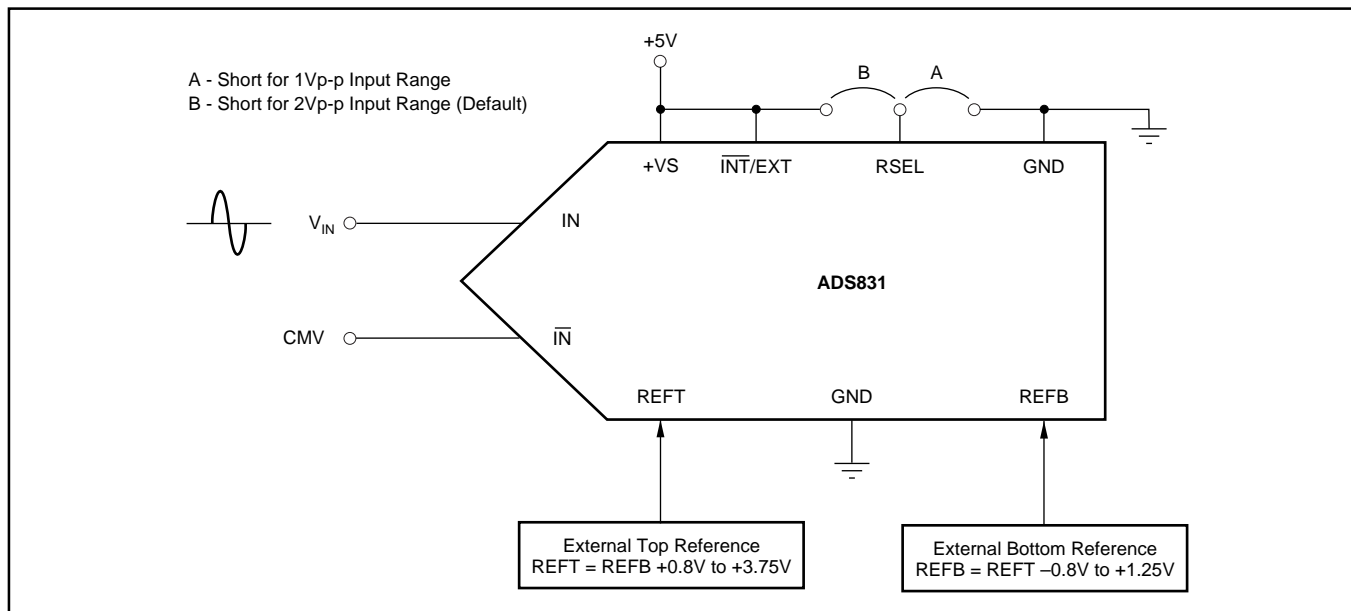 +5V
A - Short for 1Vp-p Input Range
B - Short for 2Vp-p Input Range (Default)
B
A
+VS
I̅N̅T̅/EXT
RSEL
GND
V_IN
IN
ADS831
CMV
I̅N̅
REFT
GND
REFB
External Top Reference
REFT = REFB +0.8V to +3.75V
External Bottom Reference
REFB = REFT –0.8V to +1.25V